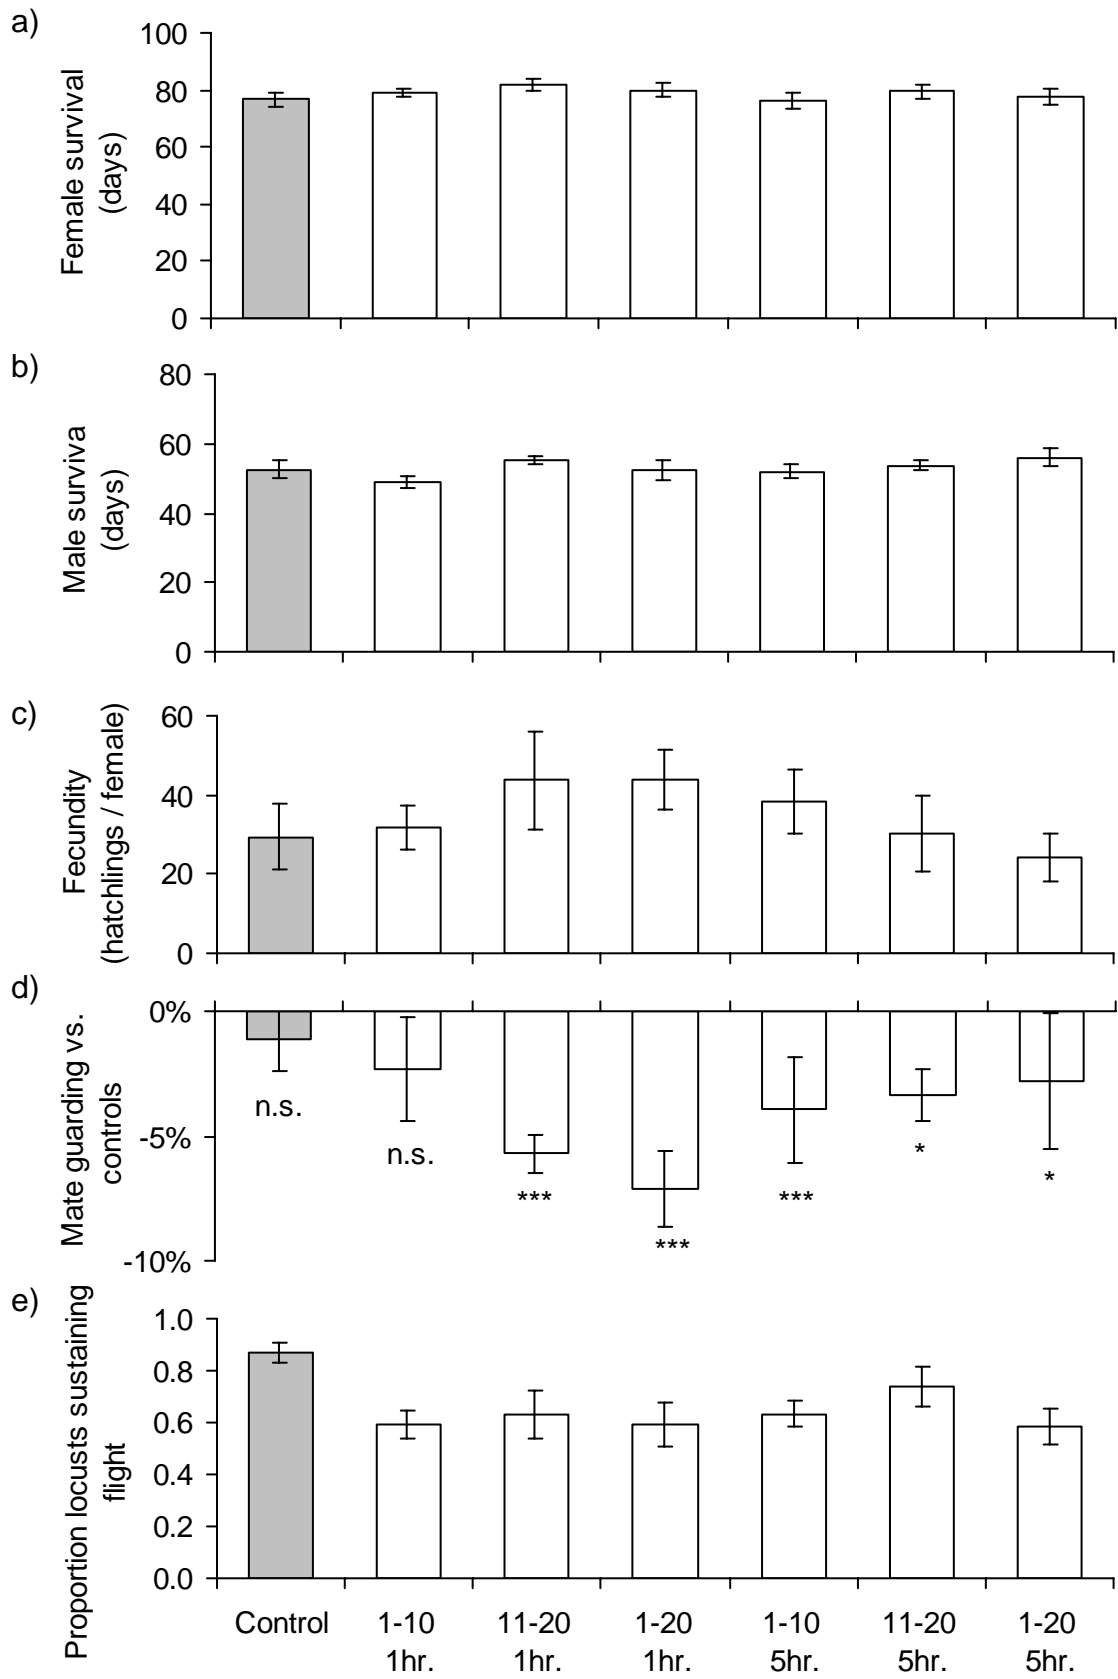 a)
Female survival
(days)
100
80
60
40
20
0
b)
Male surviva
(days)
80
60
40
20
0
c)
Fecundity
(hatchlings / female)
60
40
20
0
d)
Mate guarding vs.
controls
0%
-5%
-10%
n.s.
n.s.
***
***
***
*
*
e)
Proportion locusts sustaining
flight
1.0
0.8
0.6
0.4
0.2
0.0
Control
1-10
1hr.
11-20
1hr.
1-20
1hr.
1-10
5hr.
11-20
5hr.
1-20
5hr.